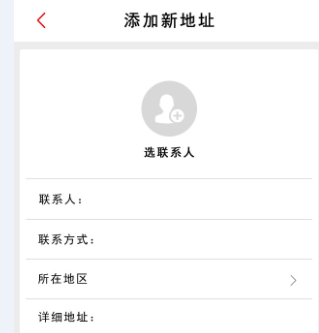 添加新地址
选联系人
联系人：
联系方式：
所在地区
详细地址：